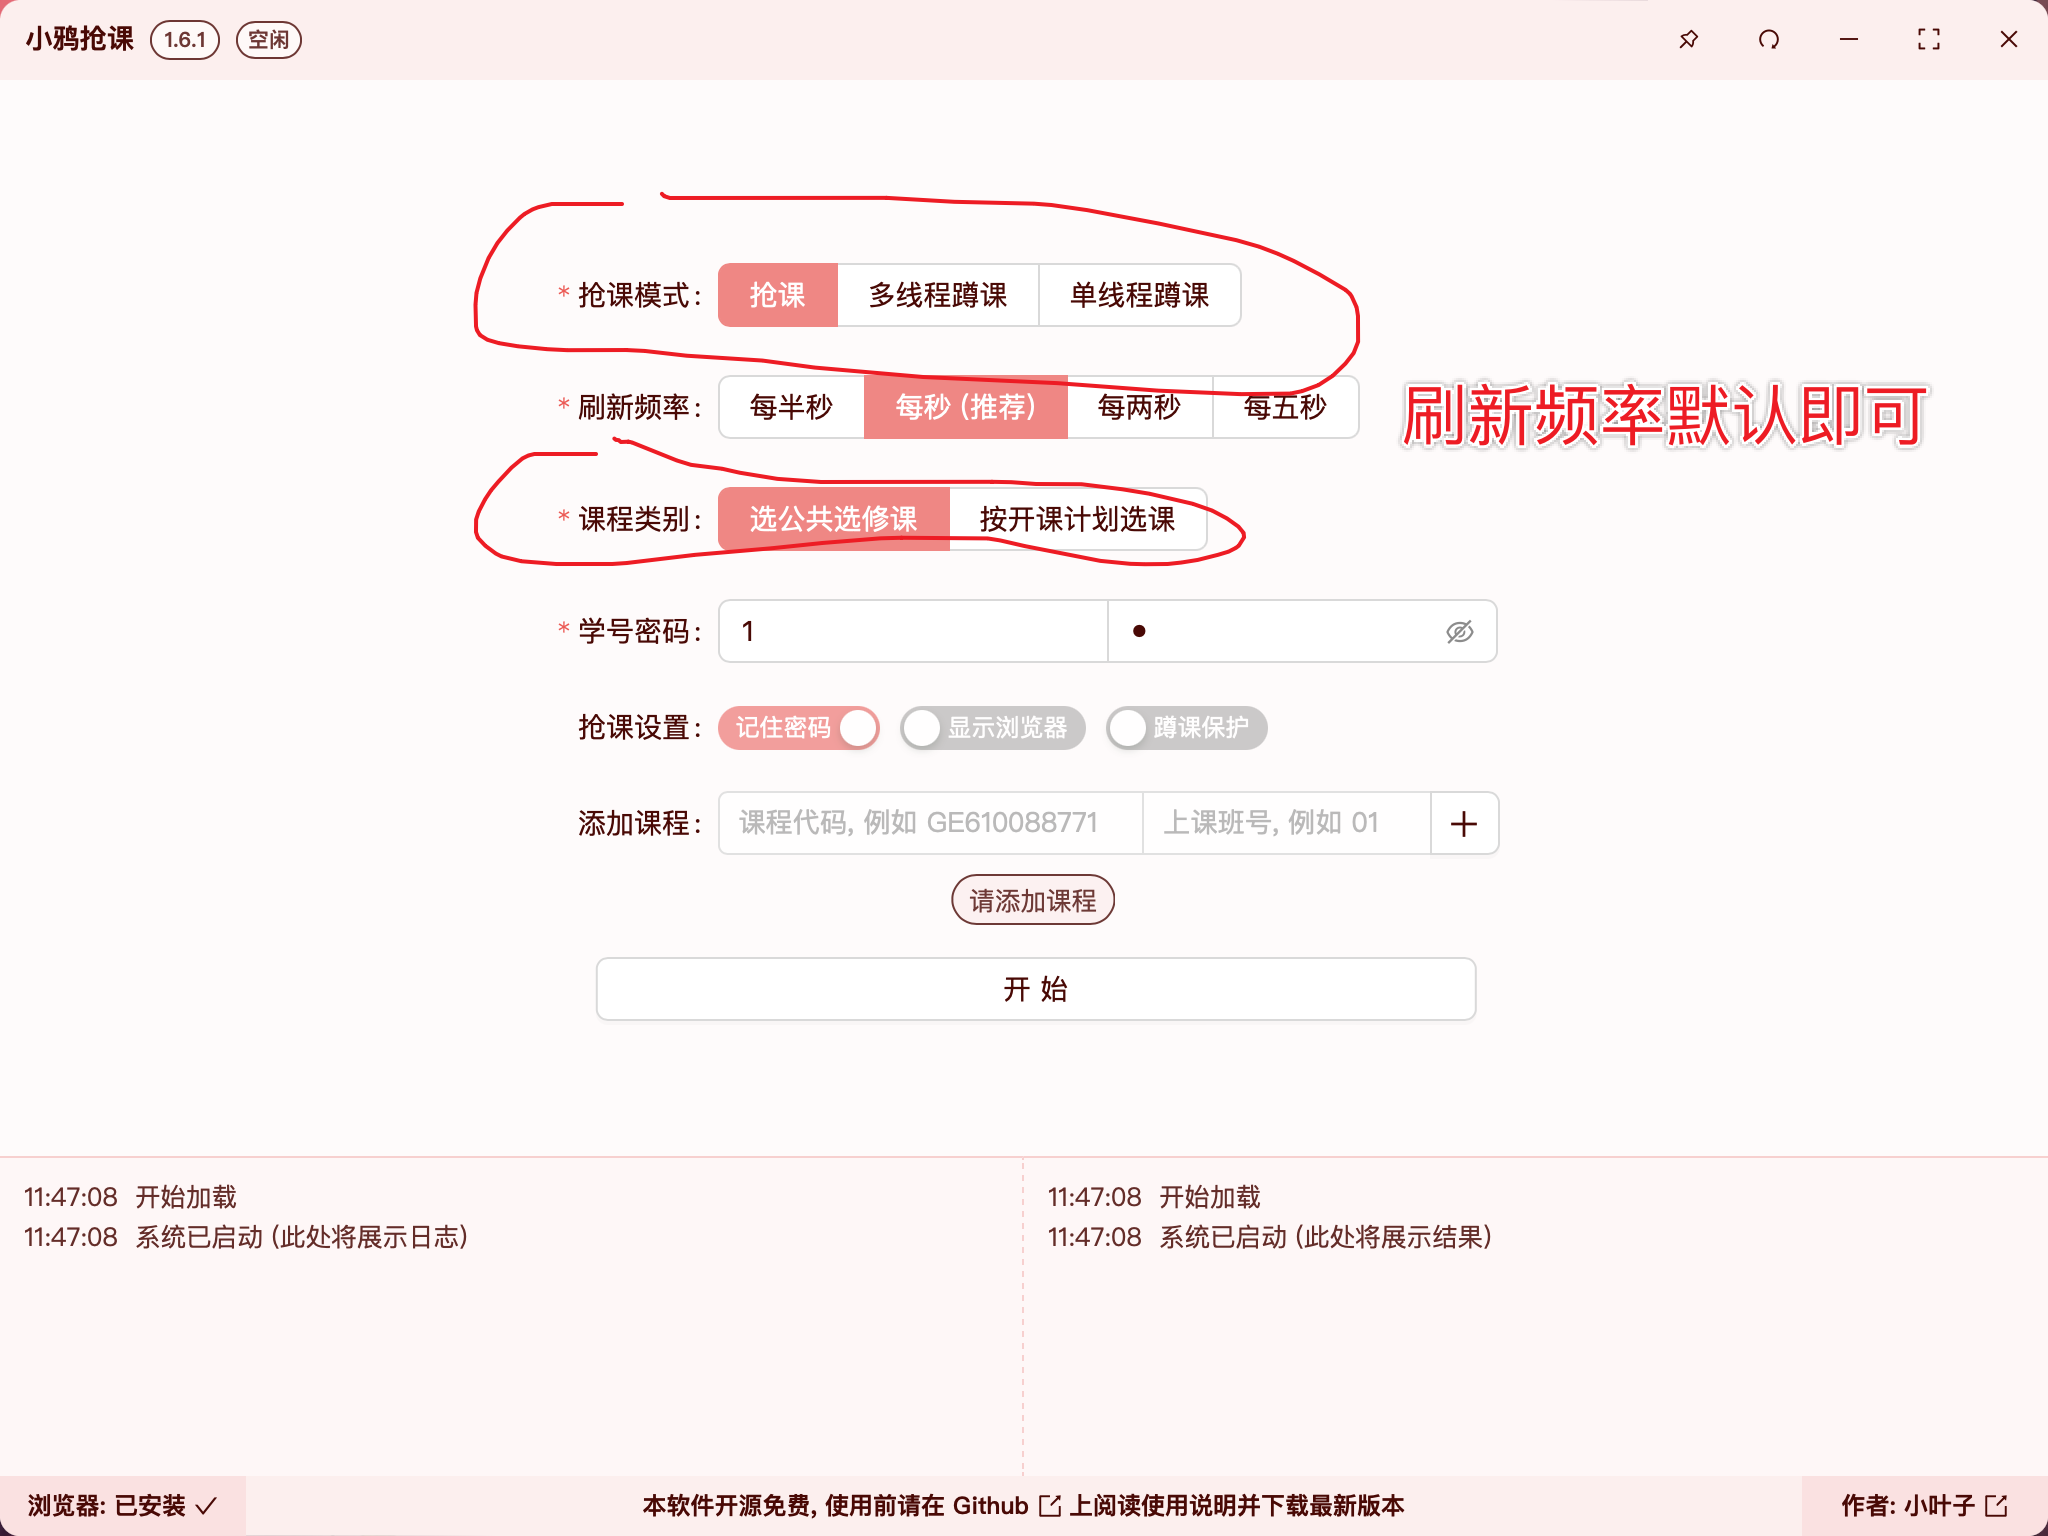 小鸦抢课 1.6.1 空闲
* 抢课模式: 抢课 多线程蹲课 单线程蹲课
* 刷新频率: 每半秒 每秒 (推荐) 每两秒 每五秒
刷新频率默认即可
* 课程类别: 选公共选修课 按开课计划选课
* 学号密码: 1
抢课设置: 记住密码 显示浏览器 蹲课保护
添加课程: 课程代码, 例如 GE610088771 上课班号, 例如 01
请添加课程
开 始
11:47:08 开始加载
11:47:08 系统已启动 (此处将展示日志)
11:47:08 开始加载
11:47:08 系统已启动 (此处将展示结果)
浏览器: 已安装
本软件开源免费, 使用前请在 Github 上阅读使用说明并下载最新版本
作者: 小叶子